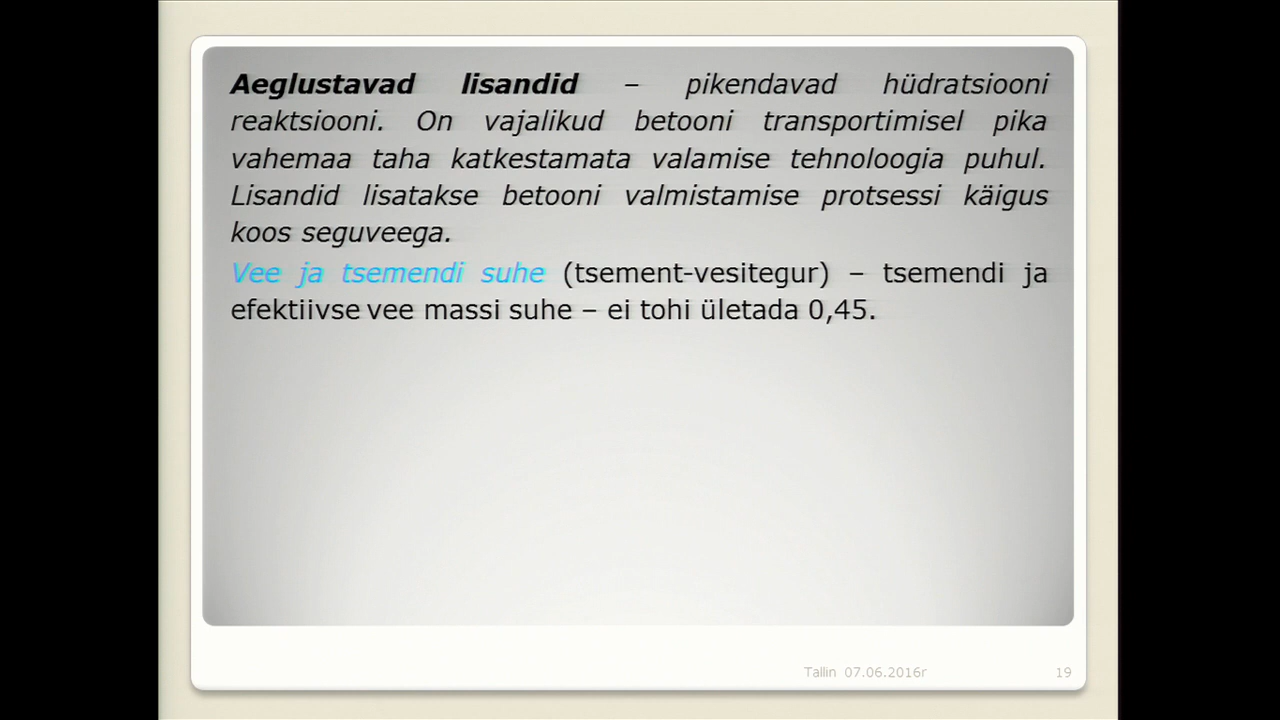 Aeglustavad lisandid – pikendavad hüdratsiooni
reaktsiooni. On vajalikud betooni transportimisel pika
vahemaa taha katkestamata valamise tehnoloogia puhul.
Lisandid lisatakse betooni valmistamise protsessi käigus
koos seguveega.
Vee ja tsemendi suhe (tsement-vesitegur) – tsemendi ja
efektiivse vee massi suhe – ei tohi ületada 0,45.
Tallin 07.06.2016r
19